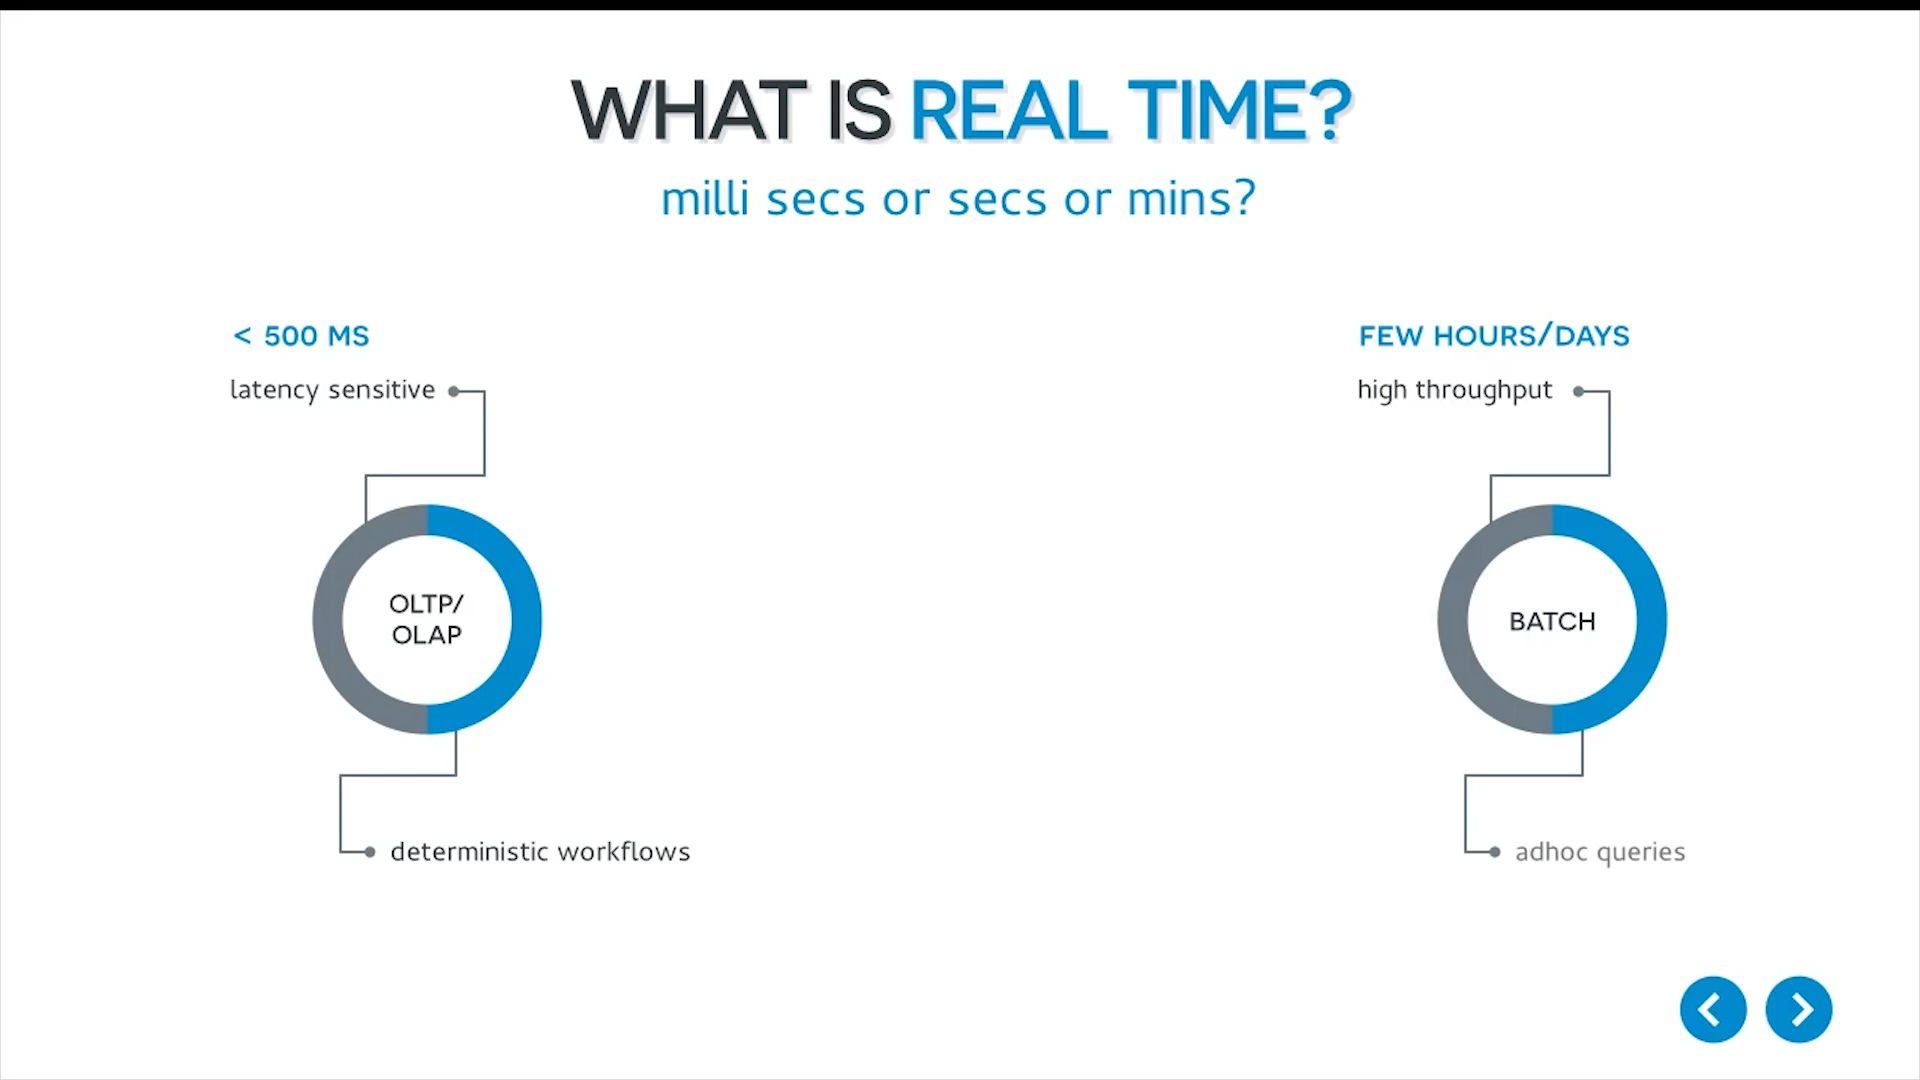 WHAT IS REAL TIME?
milli secs or secs or mins?
< 500 MS
latency sensitive
OLTP/
OLAP
deterministic workflows
FEW HOURS/DAYS
high throughput
BATCH
adhoc queries